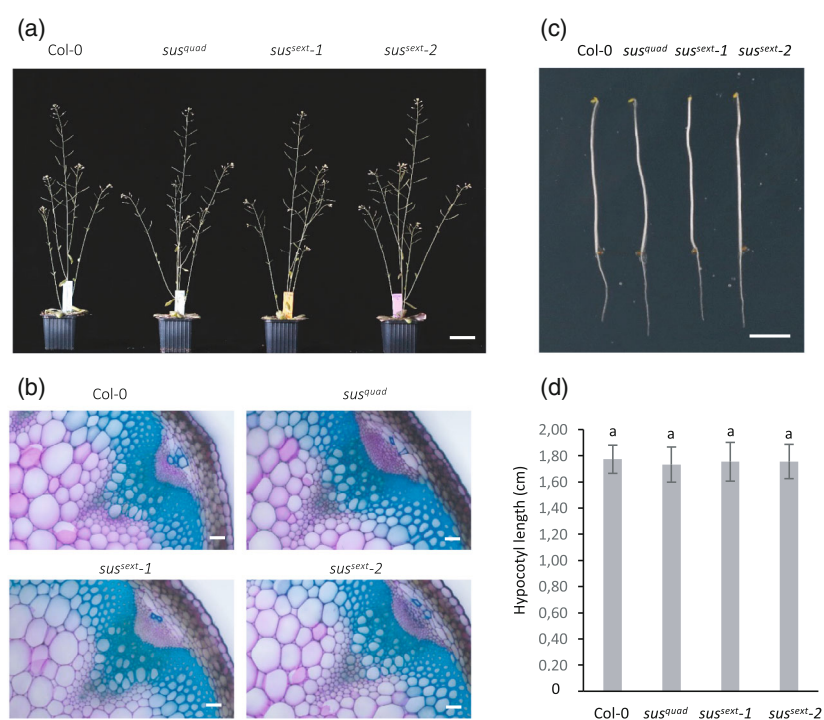 (a)
Col-0 sus^quad sus^sext-1 sus^sext-2
(c)
Col-0 sus^quad sus^sext-1 sus^sext-2
(b)
Col-0 sus^quad
sus^sext-1 sus^sext-2
(d)
Hypocotyl length (cm)
2,00
1,80
1,60
1,40
1,20
1,00
0,80
0,60
0,40
0,20
0
a a a a
Col-0 sus^quad sus^sext-1 sus^sext-2